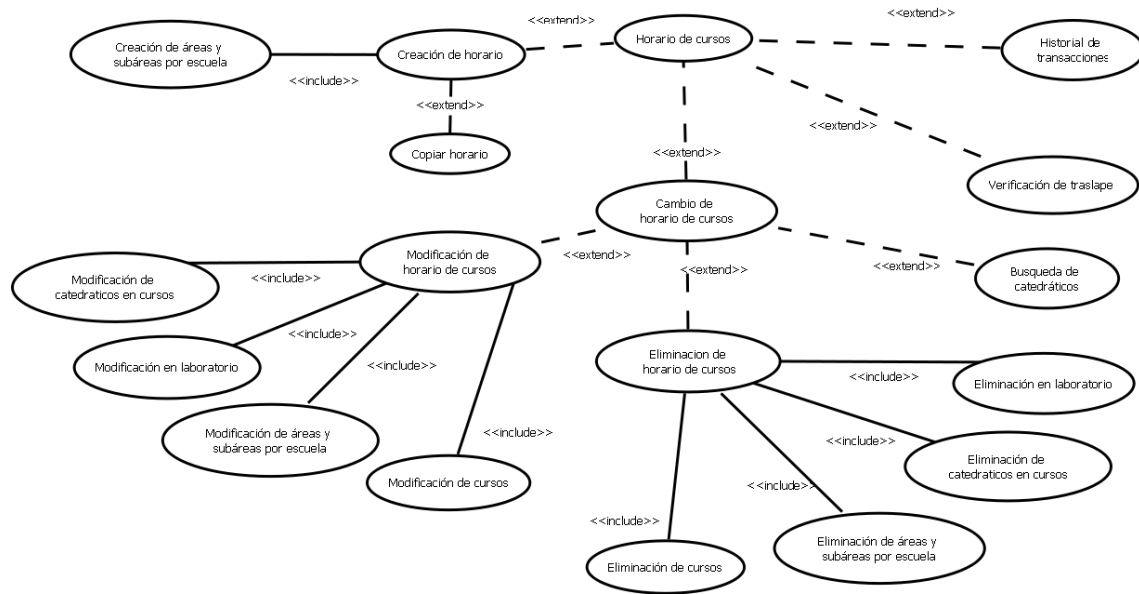 <<extend>>
<<extend>>
Horario de cursos
Creación de áreas y
subáreas por escuela
Creación de horario
Historial de
transacciones
<<include>>
<<extend>>
<<extend>>
Copiar horario
<<extend>>
Verificación de traslape
Cambio de
horario de cursos
Modificación de
horario de cursos
<<extend>>
<<extend>>
<<extend>>
Modificación de
catedraticos en cursos
<<include>>
Busqueda de
catedráticos
<<include>>
Modificación en laboratorio
<<include>>
Eliminacion de
horario de cursos
<<include>>
Eliminación en laboratorio
Modificación de áreas y
subáreas por escuela
<<include>>
<<include>>
Eliminación de
catedraticos en cursos
Modificación de cursos
<<include>>
<<include>>
Eliminación de áreas y
subáreas por escuela
Eliminación de cursos